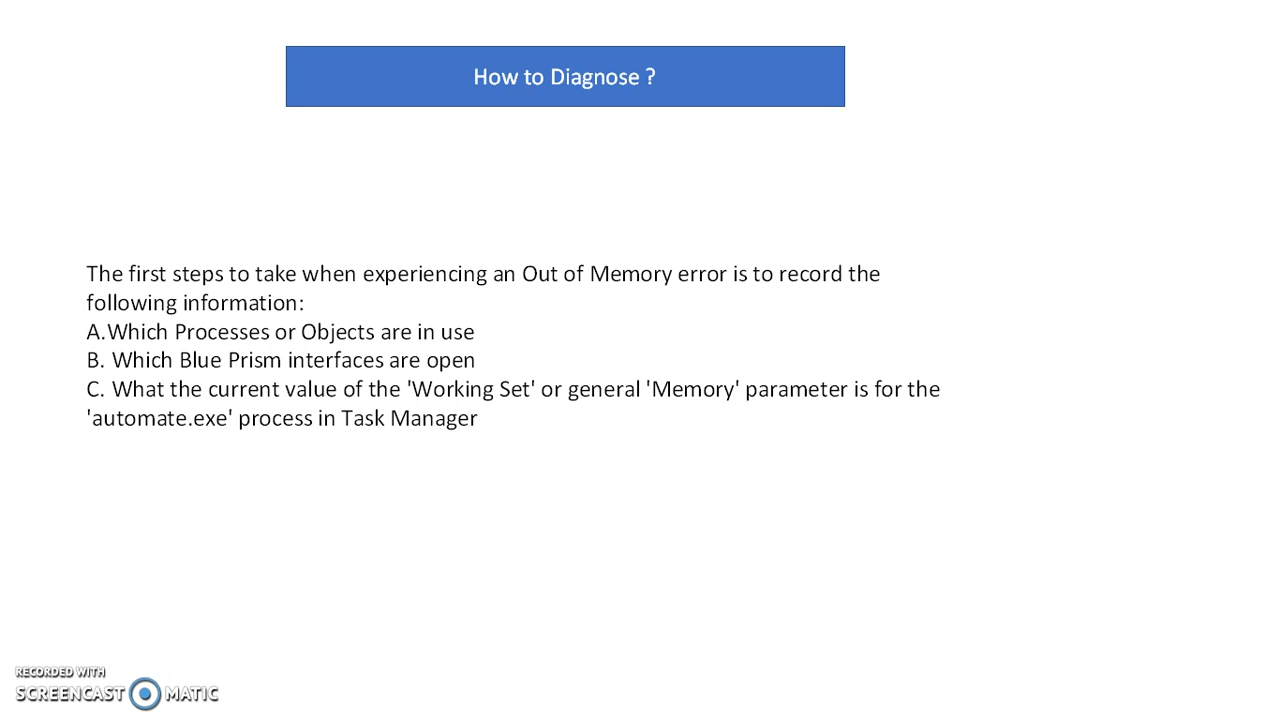 How to Diagnose ?
The first steps to take when experiencing an Out of Memory error is to record the
following information:
A.Which Processes or Objects are in use
B. Which Blue Prism interfaces are open
C. What the current value of the 'Working Set' or general 'Memory' parameter is for the
'automate.exe' process in Task Manager
RECORDED WITH
SCREENCAST MATIC